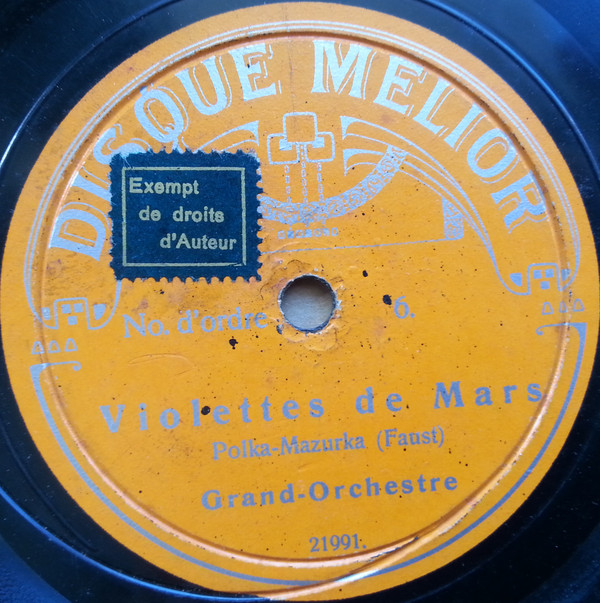 DISQUE MELIOR
Exempt
de droits
d'Auteur
No. d'ordre 6.
Violettes de Mars
Polka-Mazurka (Faust)
Grand-Orchestre
21991.